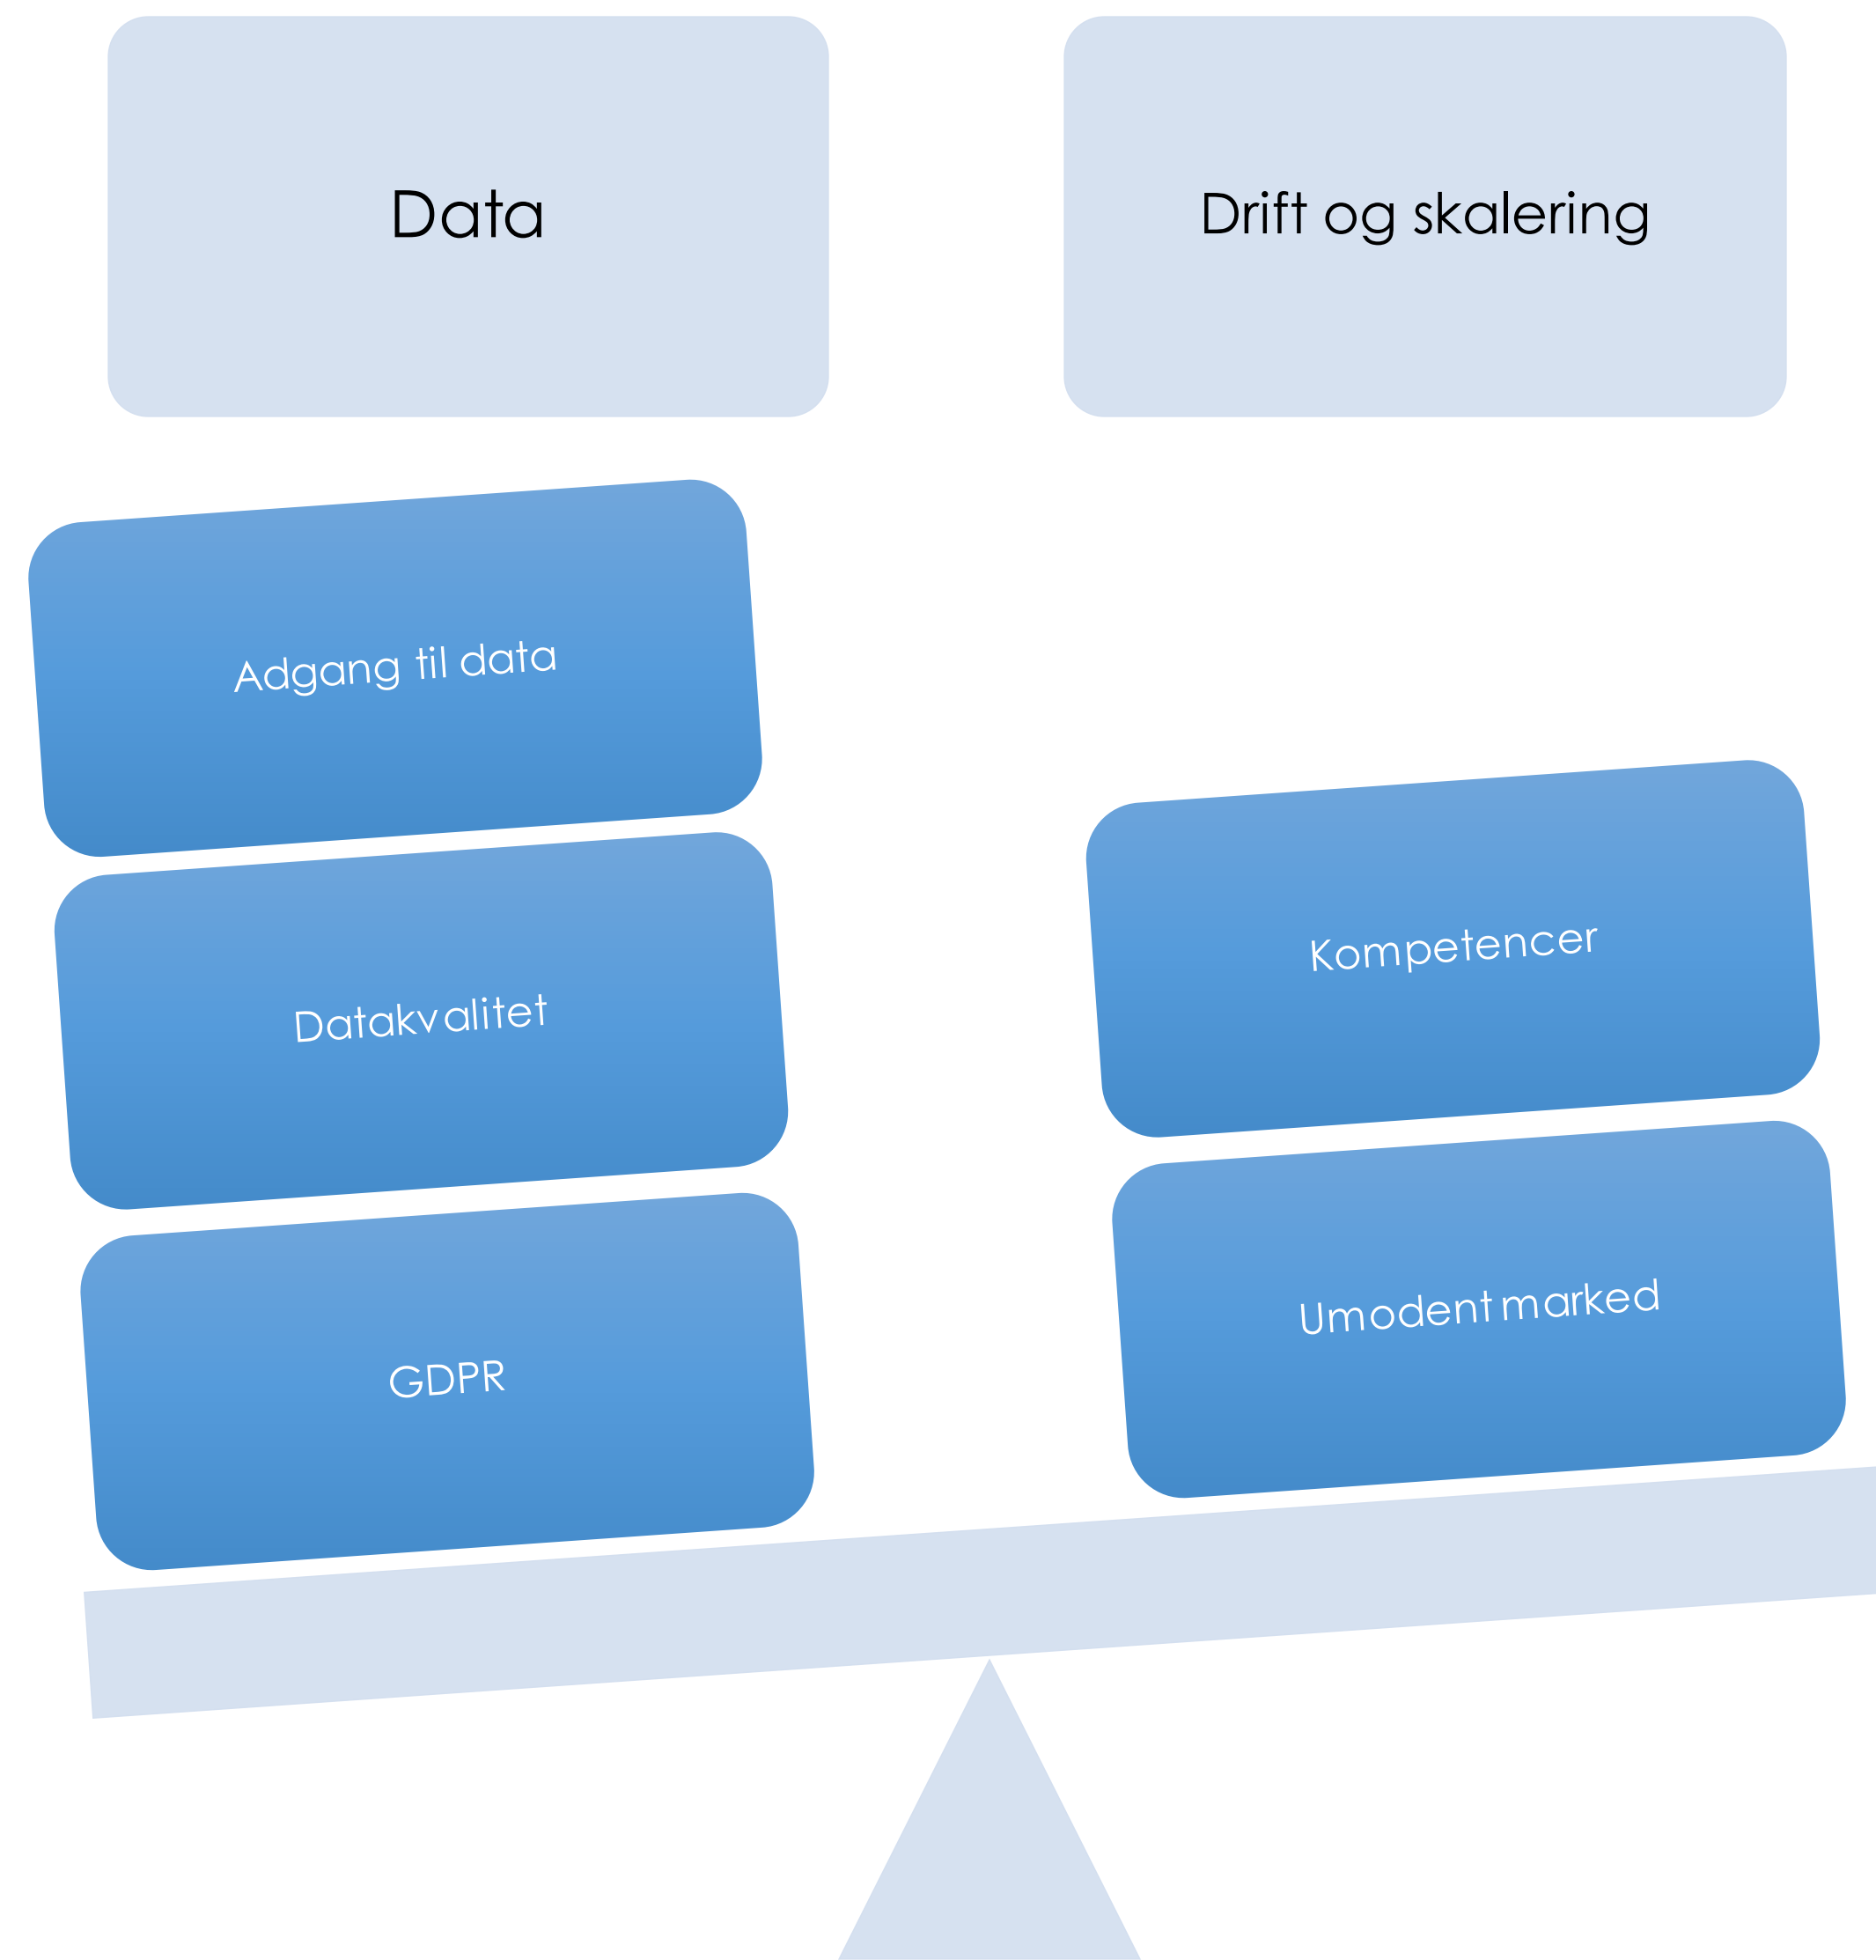 Data
Drift og skalering
Adgang til data
Datakvalitet
GDPR
Kompetencer
Umodent marked